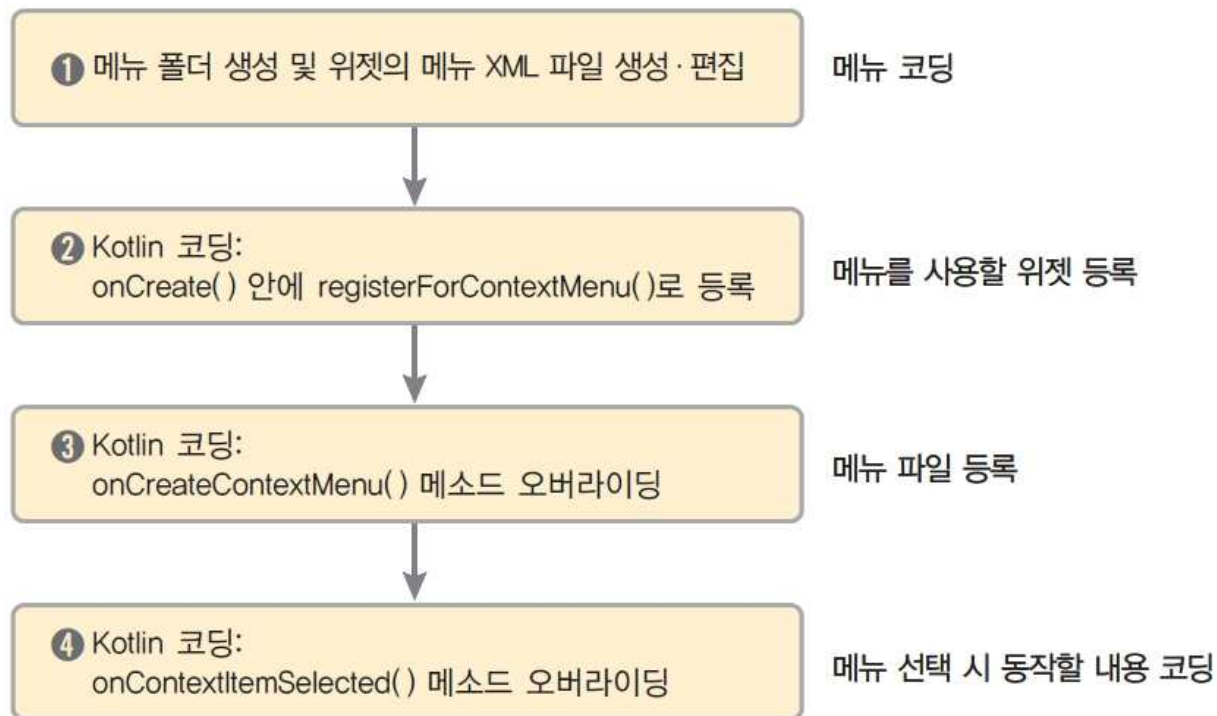 ❶ 메뉴 폴더 생성 및 위젯의 메뉴 XML 파일 생성·편집
메뉴 코딩
❷ Kotlin 코딩:
onCreate( ) 안에 registerForContextMenu( )로 등록
메뉴를 사용할 위젯 등록
❸ Kotlin 코딩:
onCreateContextMenu( ) 메소드 오버라이딩
메뉴 파일 등록
❹ Kotlin 코딩:
onContextItemSelected( ) 메소드 오버라이딩
메뉴 선택 시 동작할 내용 코딩